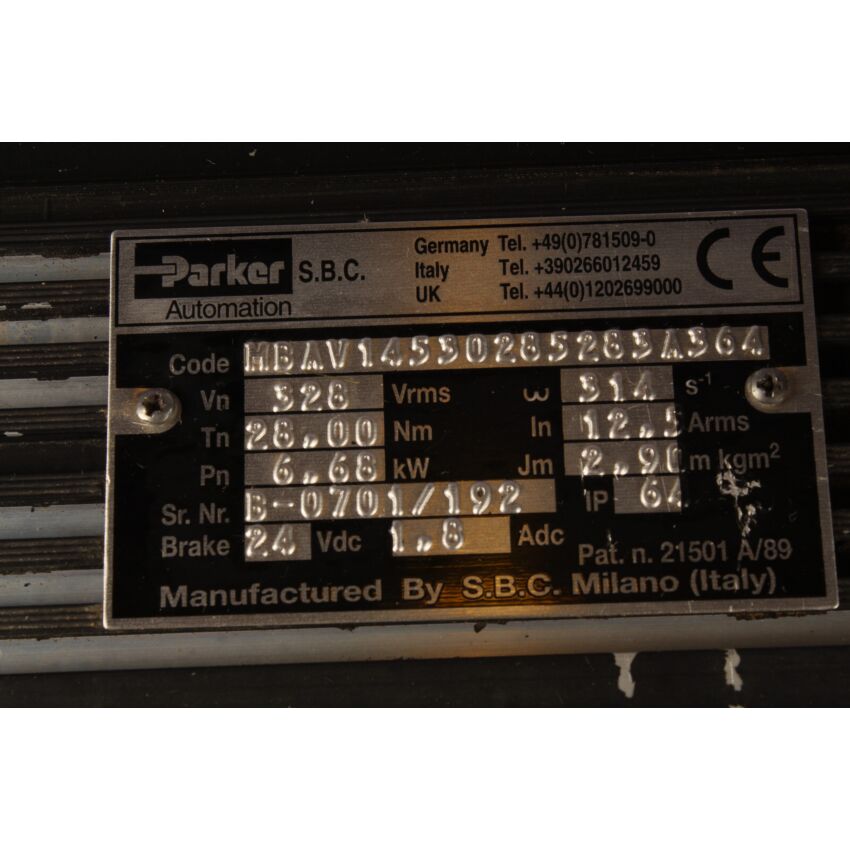 Parker S.B.C.
Automation
Germany Tel. +49(0)781509-0
Italy Tel. +390266012459
UK Tel. +44(0)1202699000
CE
Code MBAV14530285283A364
Vn 328 Vrms ω 314 s-1
Tn 28.00 Nm In 12.5 Arms
Pn 6.68 kW Jm 2.90 m kgm²
Sr. Nr. B-0701/192 IP 64
Brake 24 Vdc 1.8 Adc
Pat. n. 21501 A/89
Manufactured By S.B.C. Milano (Italy)